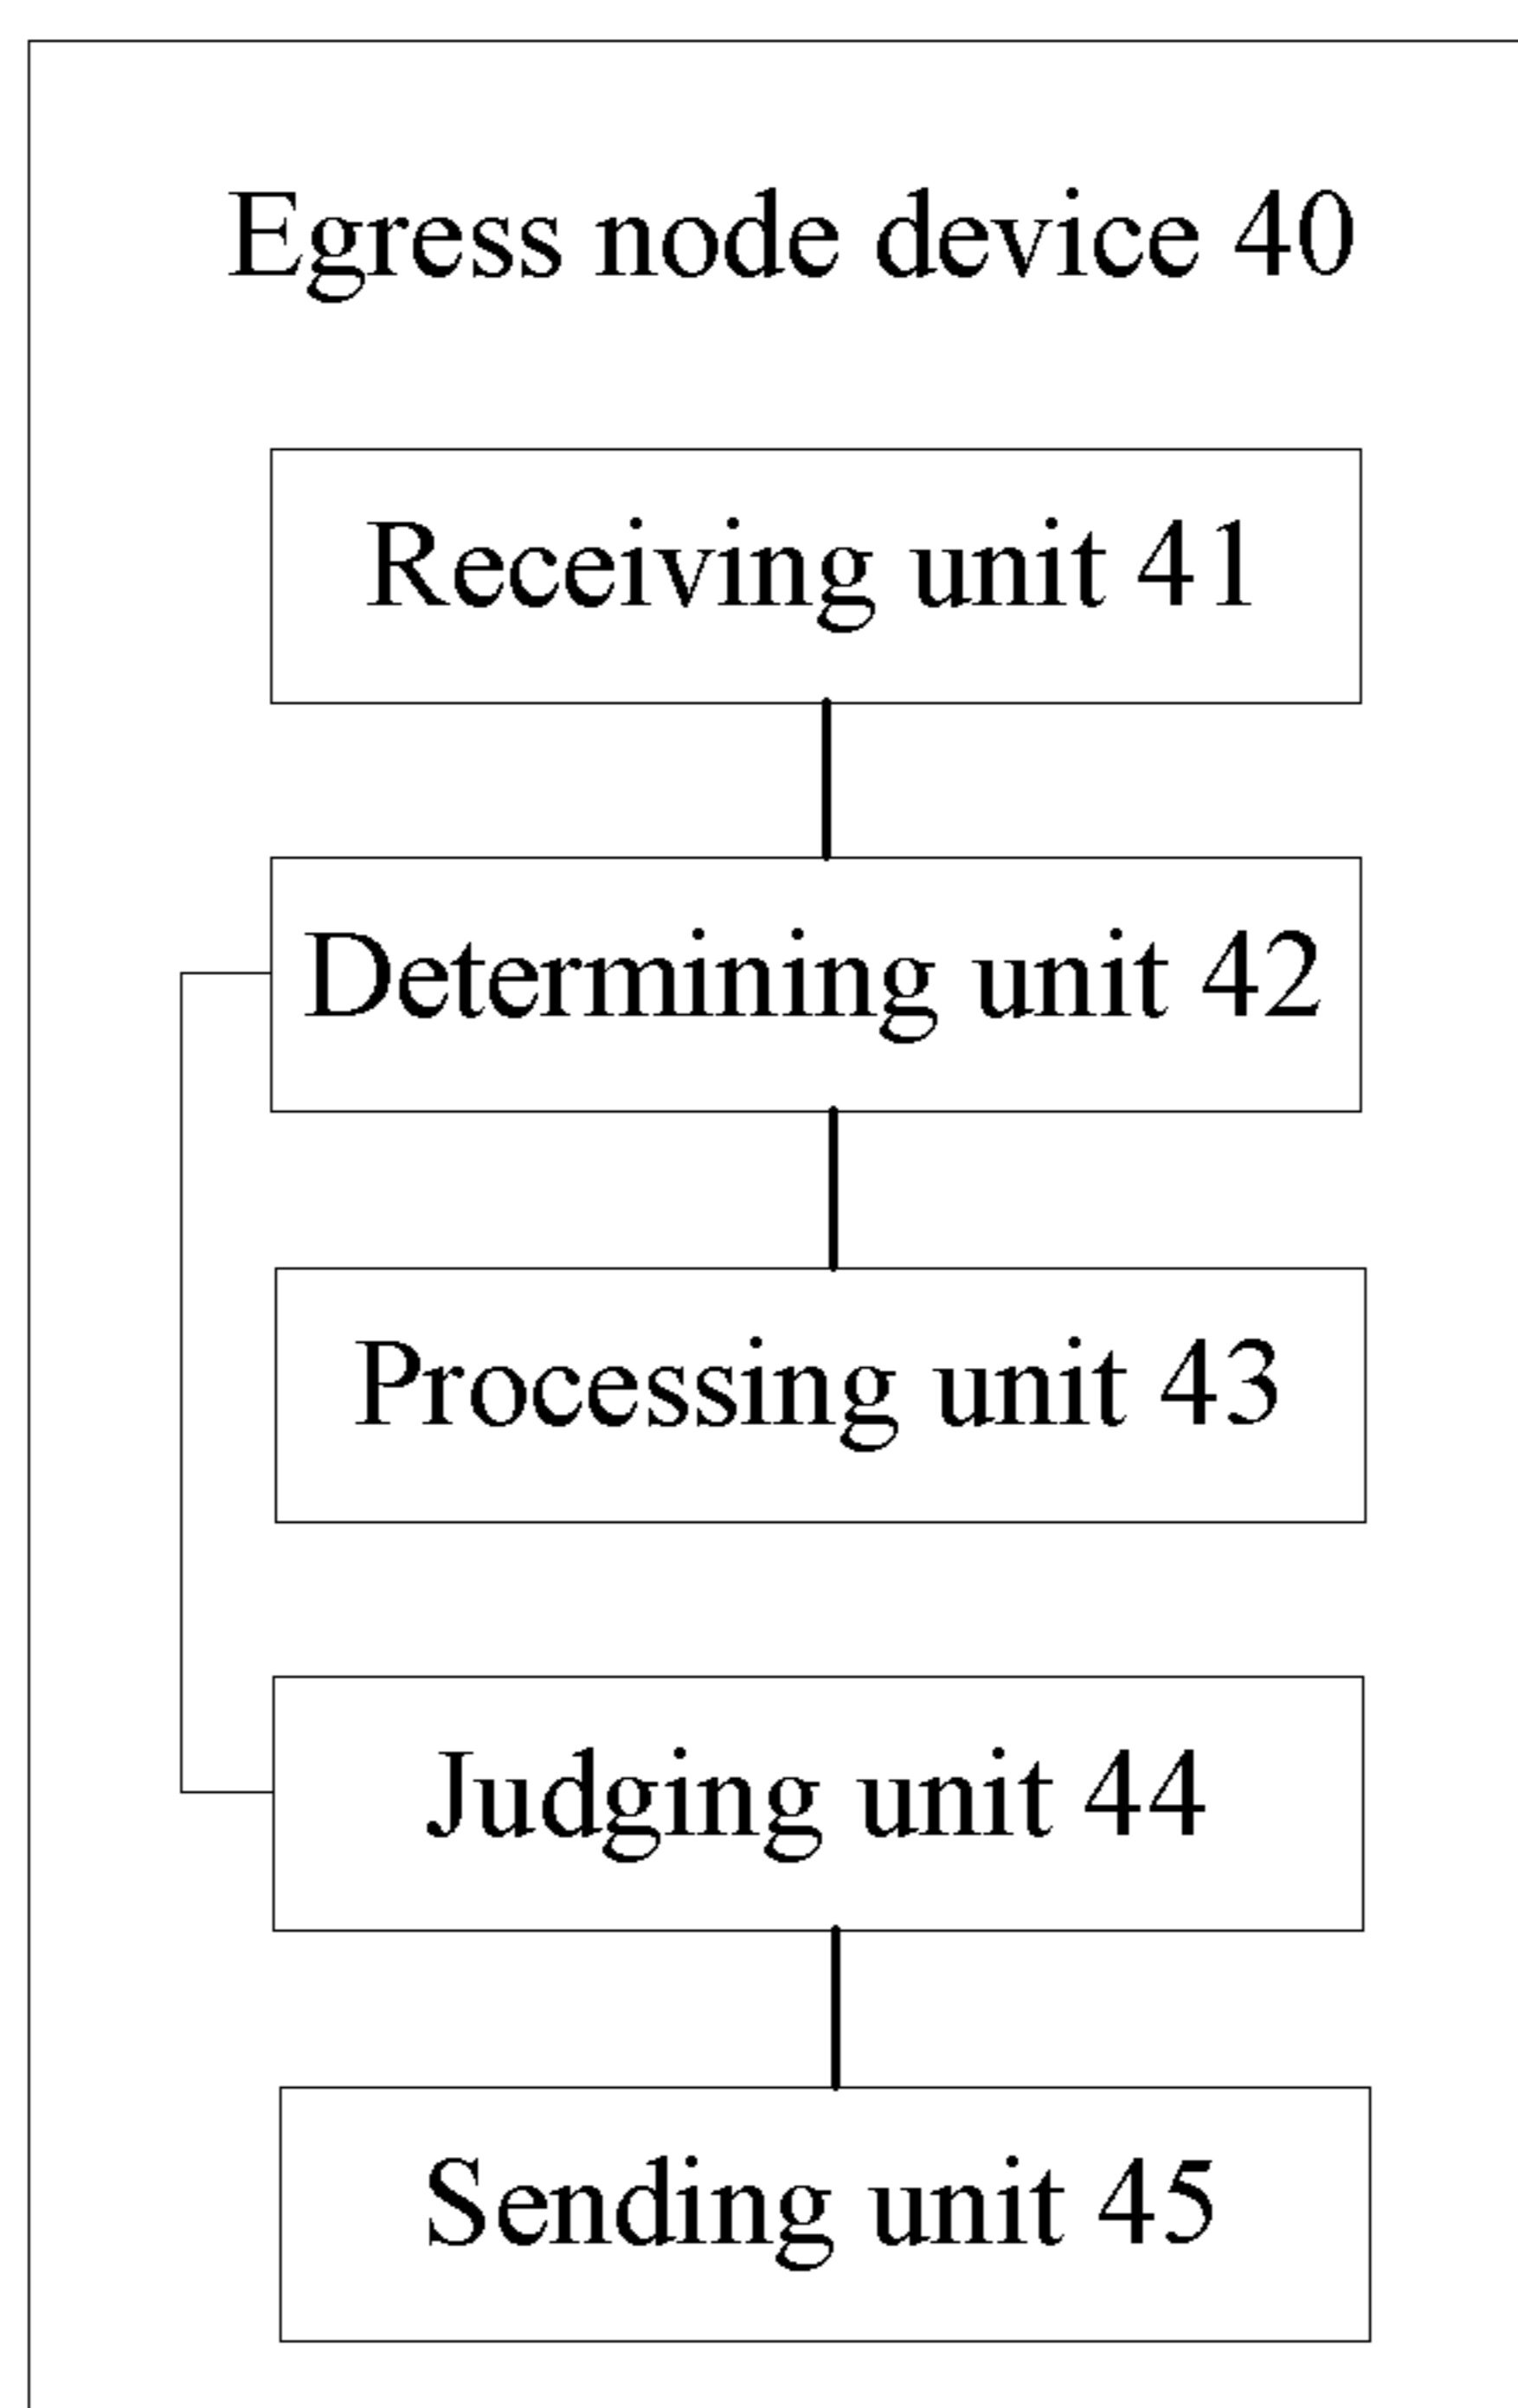 Egress node device 40
Receiving unit 41
Determining unit 42
Processing unit 43
Judging unit 44
Sending unit 45